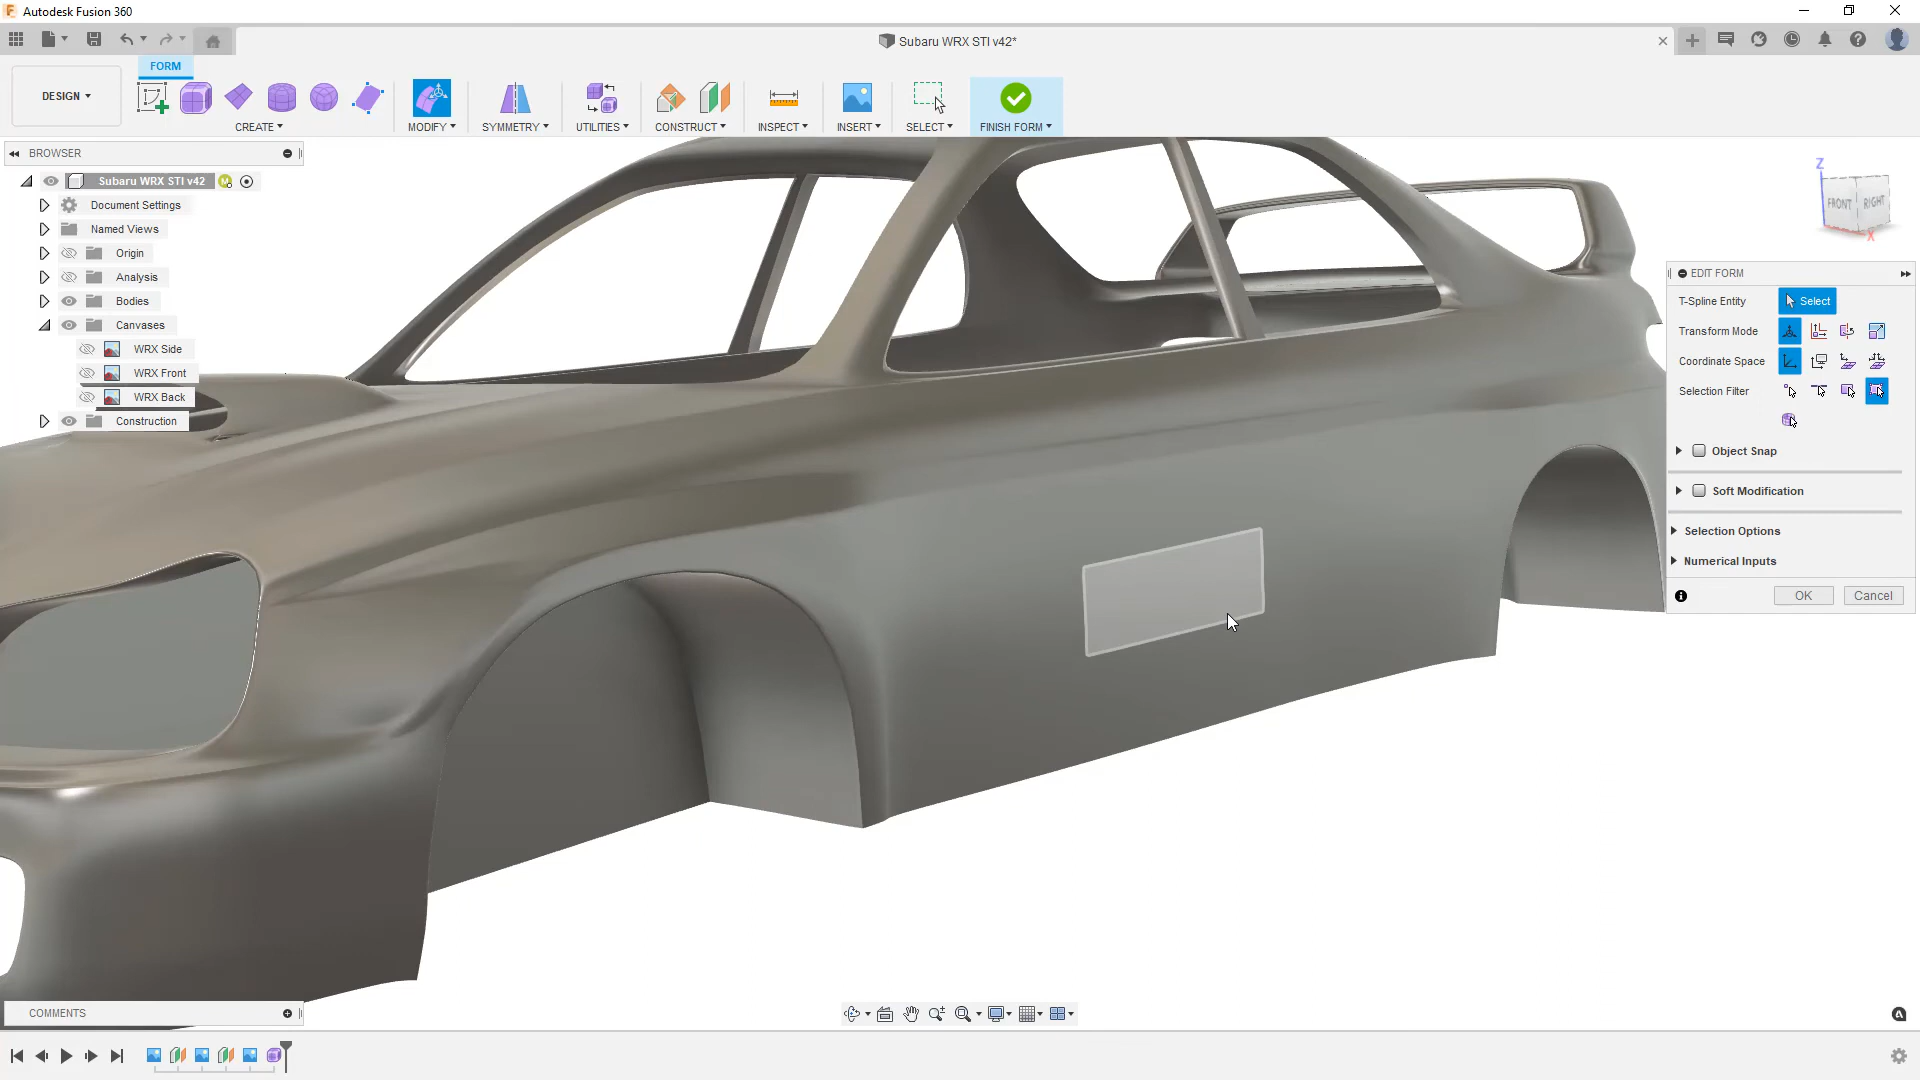 Autodesk Fusion 360
Subaru WRX STI v42*
FORM
DESIGN
CREATE
MODIFY
SYMMETRY
UTILITIES
CONSTRUCT
INSPECT
INSERT
SELECT
FINISH FORM
BROWSER
Subaru WRX STI v42
M
Document Settings
Named Views
Origin
Analysis
Bodies
Canvases
WRX Side
WRX Front
WRX Back
Construction
Z
FRONT
RIGHT
X
EDIT FORM
T-Spline Entity
Select
Transform Mode
Coordinate Space
Selection Filter
Object Snap
Soft Modification
Selection Options
Numerical Inputs
OK
Cancel
COMMENTS